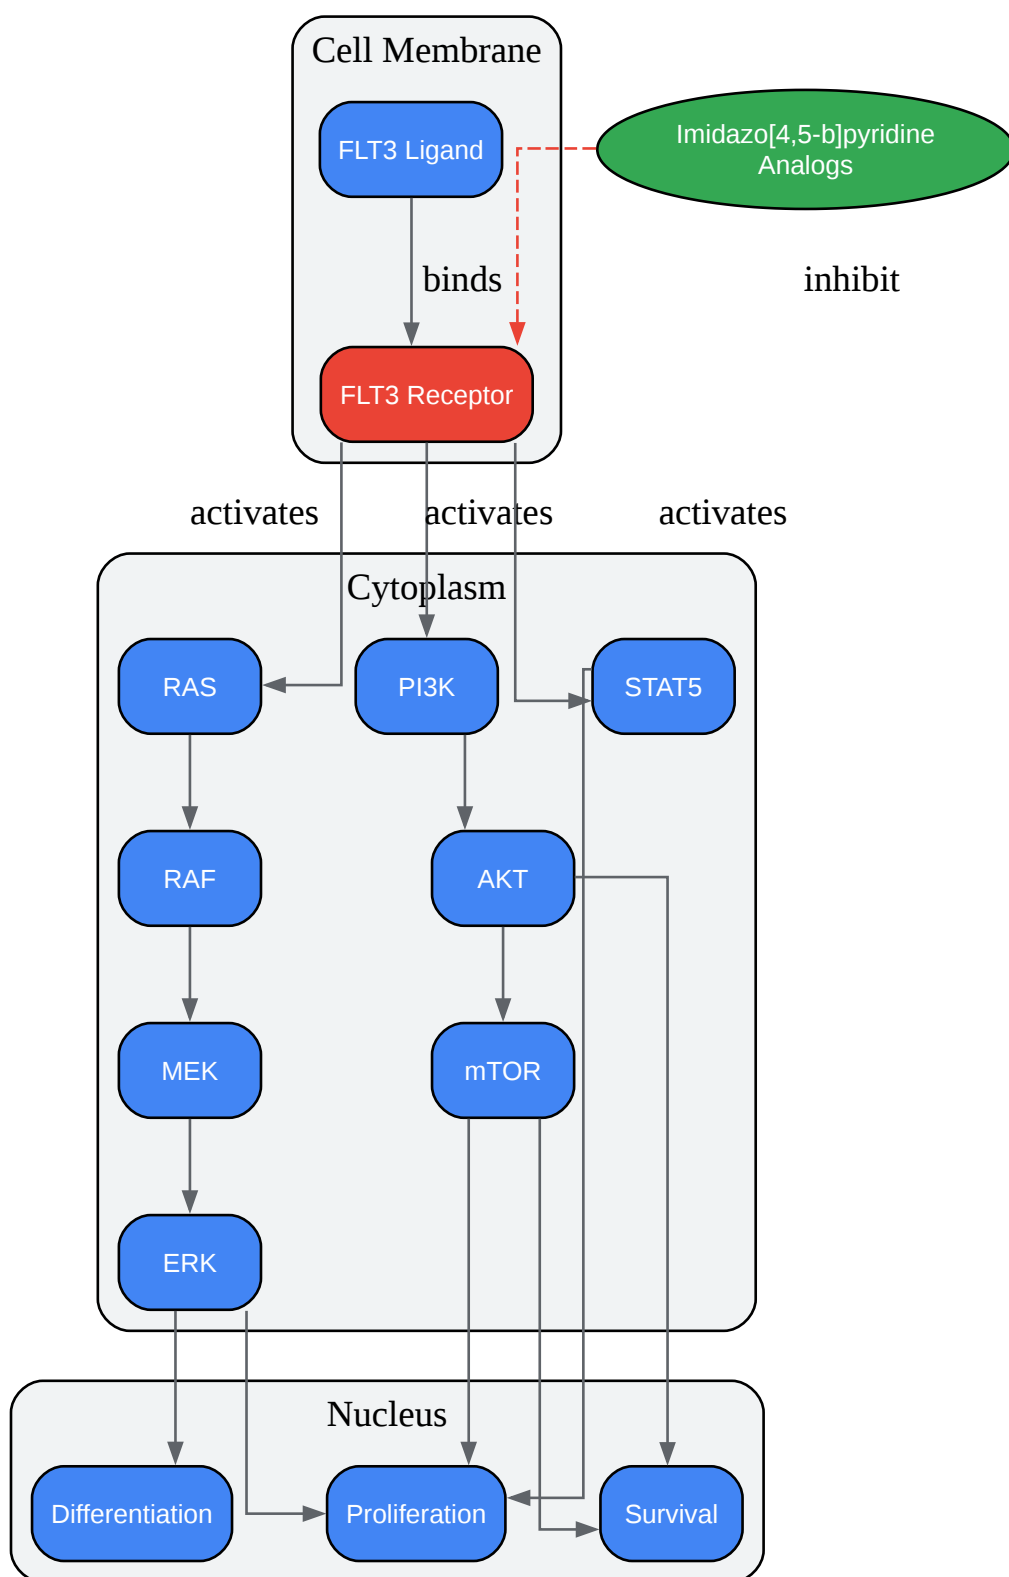 Cell Membrane
FLT3 Ligand
Imidazo[4,5-b]pyridine
Analogs
binds
inhibit
FLT3 Receptor
activates
activates
activates
Cytoplasm
RAS
PI3K
STAT5
RAF
AKT
MEK
mTOR
ERK
Nucleus
Differentiation
Proliferation
Survival